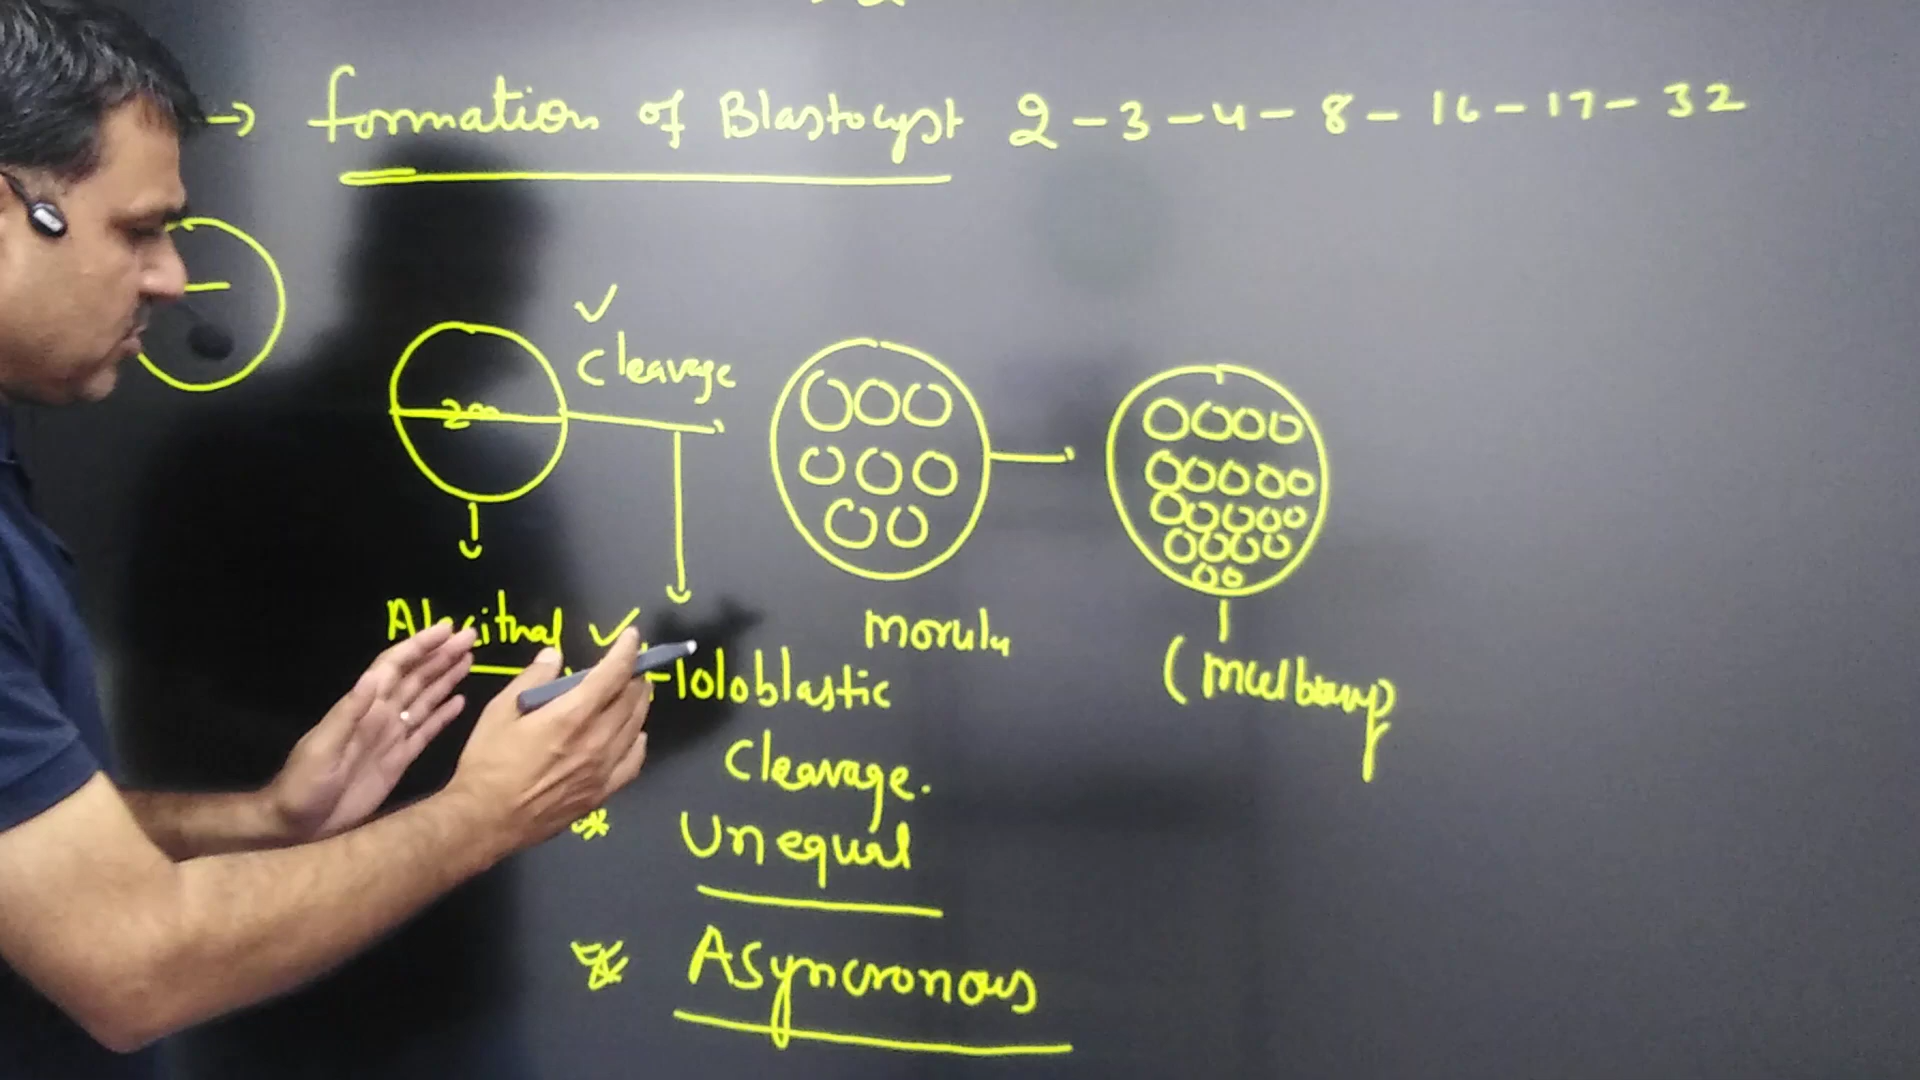 → formation of Blastocyst 2 - 3 - 4 - 8 - 16 - 17 - 32
✓
Cleavage
✓
morula
Holoblastic
(mulberry)
Cleavage.
* Unequal
* Asyncronous